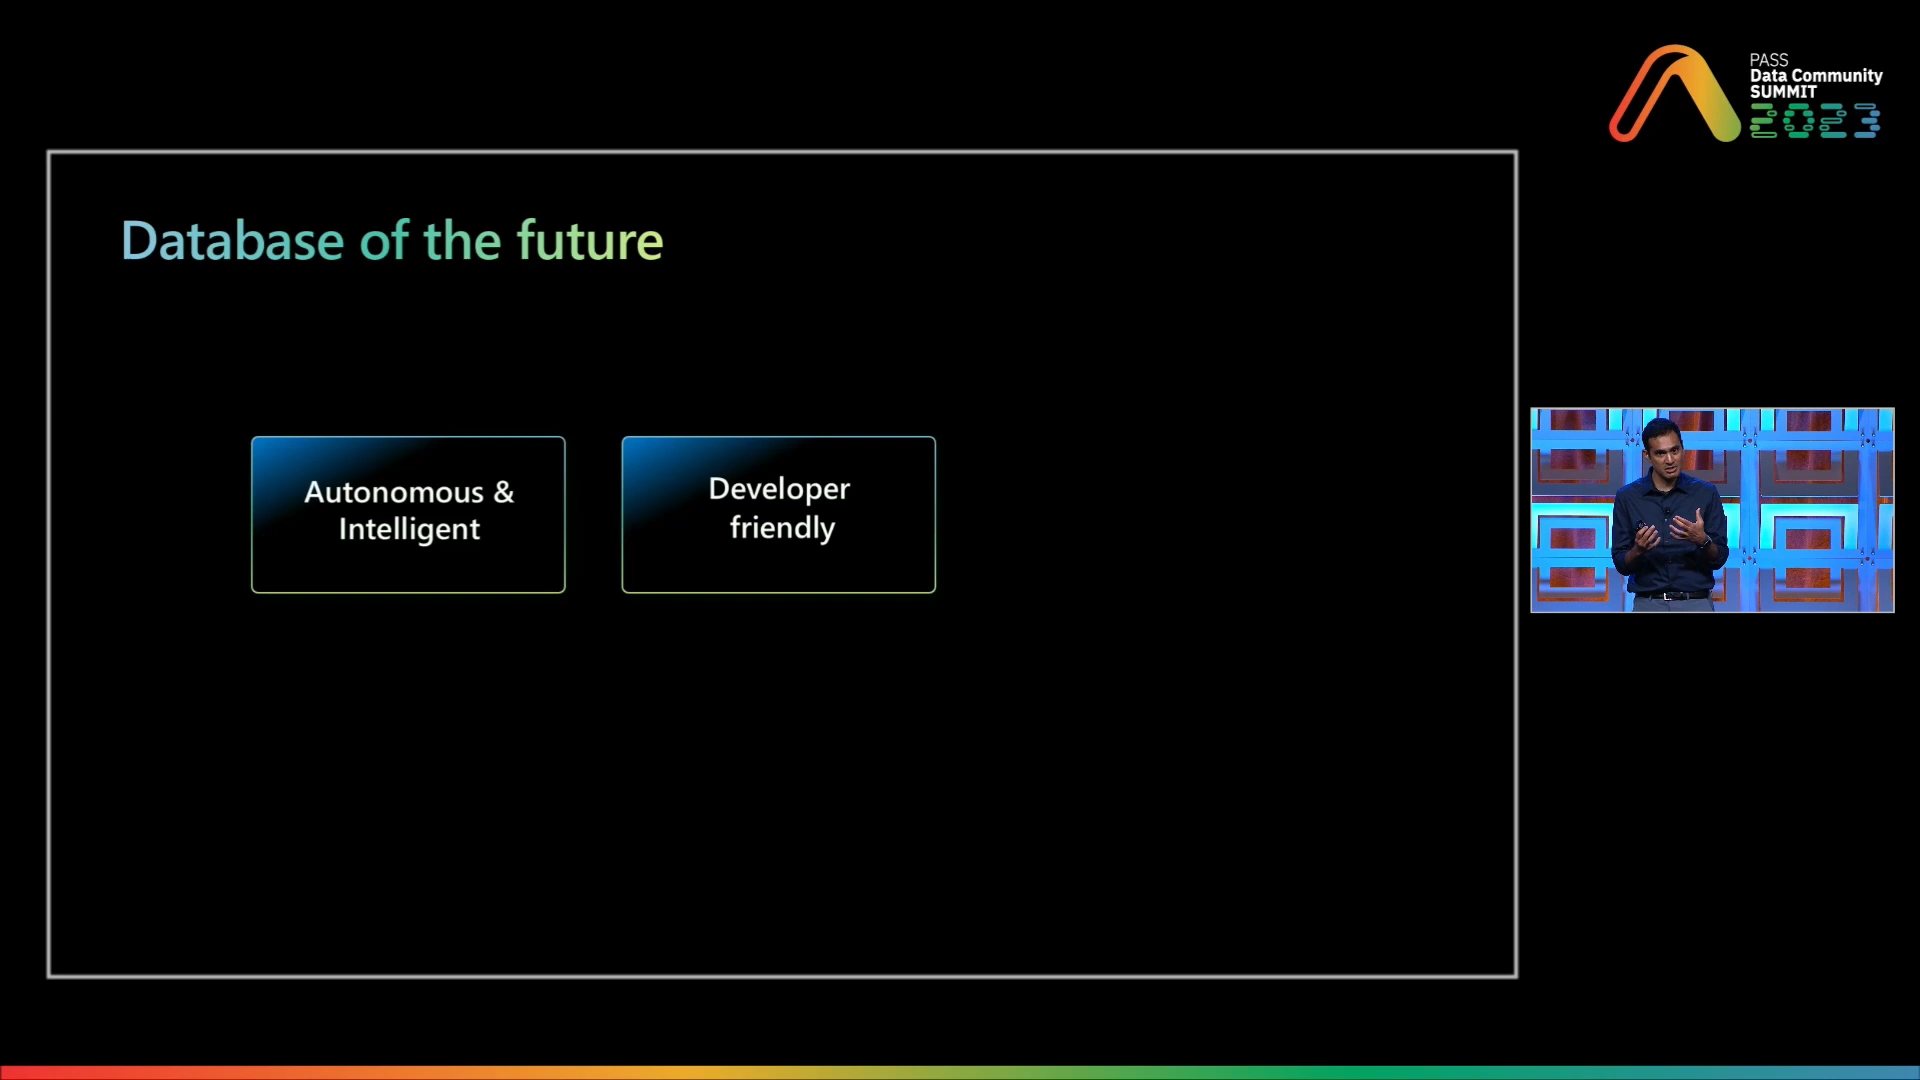 PASS
Data Community
SUMMIT
2023
Database of the future
Autonomous &
Intelligent
Developer
friendly